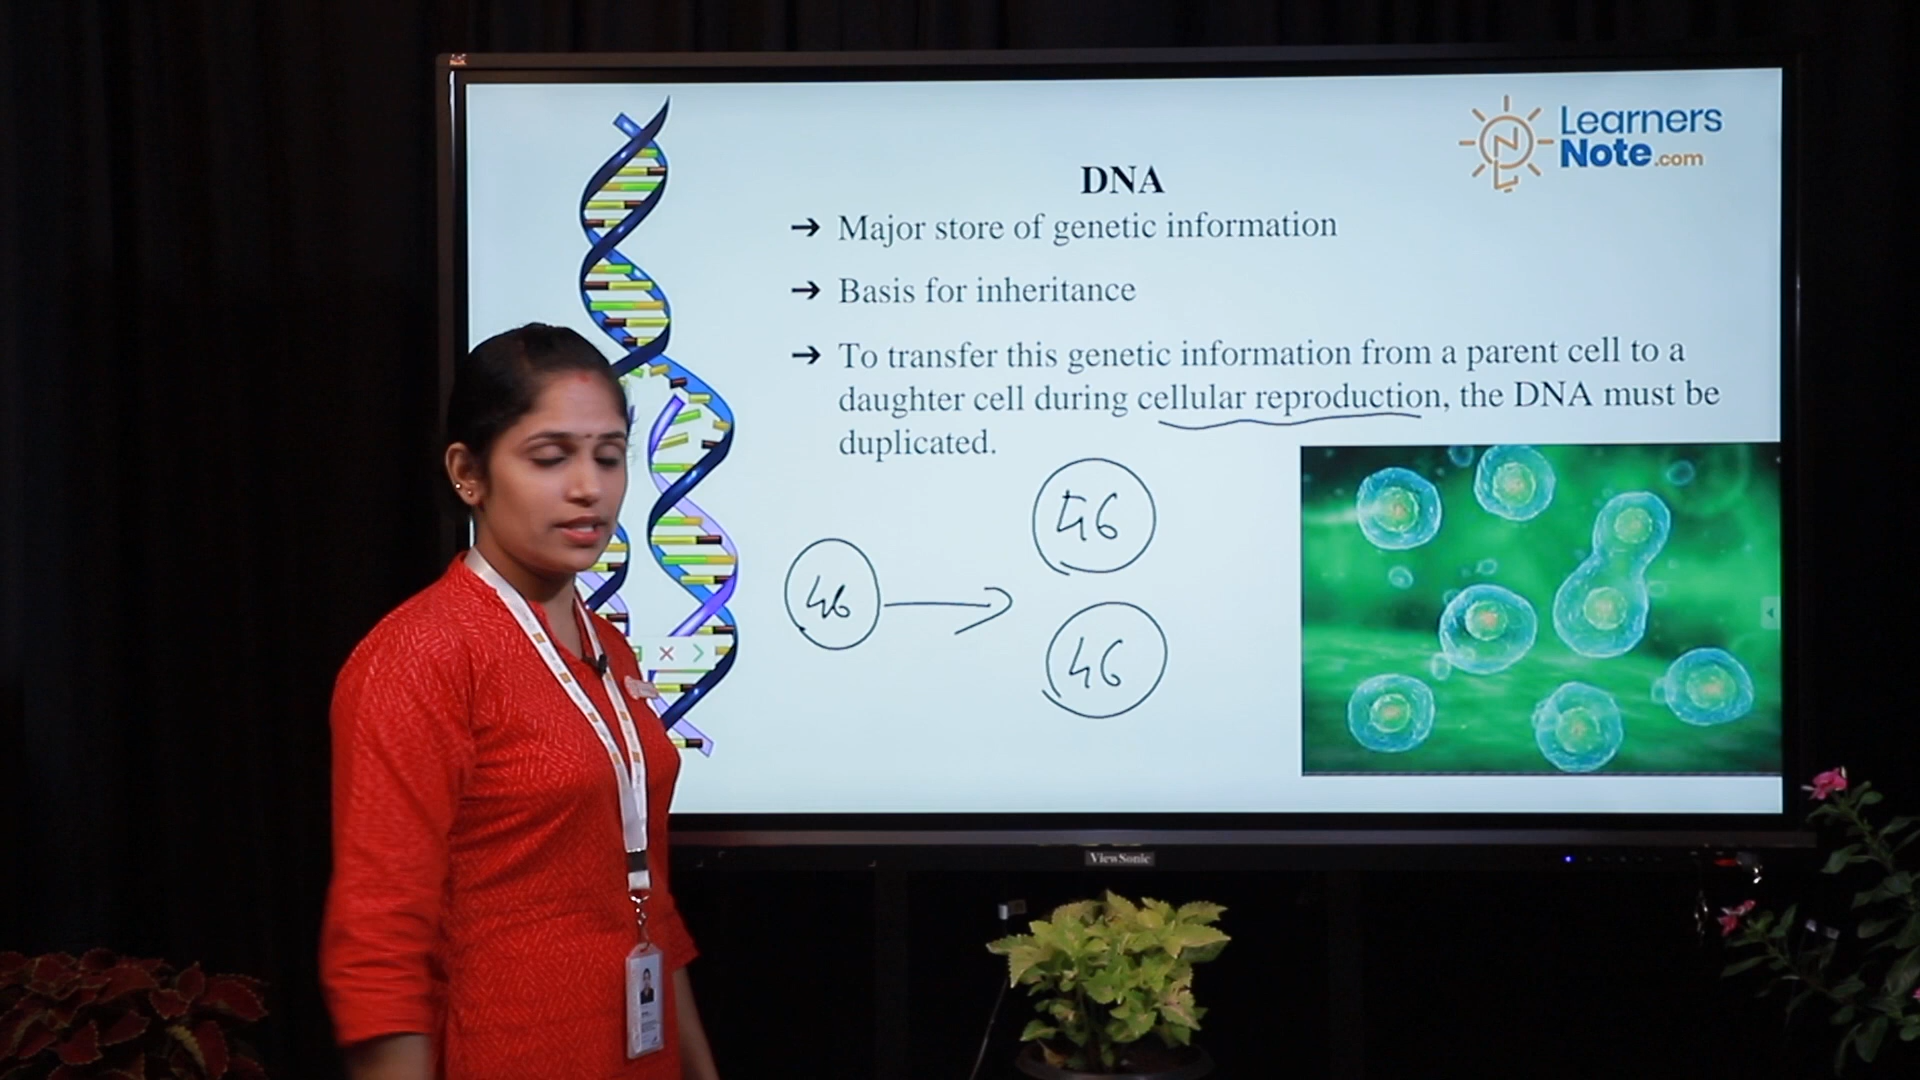 Learners
Note.com
DNA
➔ Major store of genetic information
➔ Basis for inheritance
➔ To transfer this genetic information from a parent cell to a
daughter cell during cellular reproduction, the DNA must be
duplicated.
46
46
46
ViewSonic